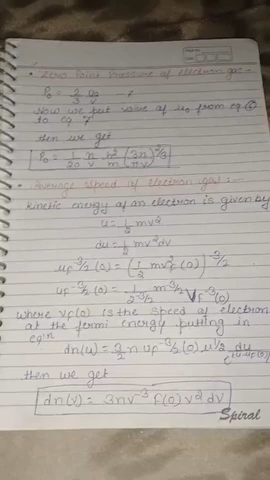 • Zero Point Pressure of electron gas :-
P₀ = 2/3 U₀/V — 7
Now we put value of u₀ from eq ⑥
to eq 7
then we get
P₀ = 1/20 n/V h²/m (3n/πV)^2/3
• Average Speed of electron gas :-
Kinetic energy of an electron is given by
u = 1/2 mv²
du = 1/2 mv²dv
uf^-3/2 (0) = (1/2 mv²f (0))^-3/2
uf^-3/2 (0) = 1/2^-3/2 m^-3/2 Vf^-3(0)
where vf(0) is the speed of electron
at the fermi energy putting in
eqⁿ
dn(u) = 3/2 n uf^-3/2 (0) u^1/2 du
then we get
dn(v) = 3nv^-3 f(0) v² dv
Spiral